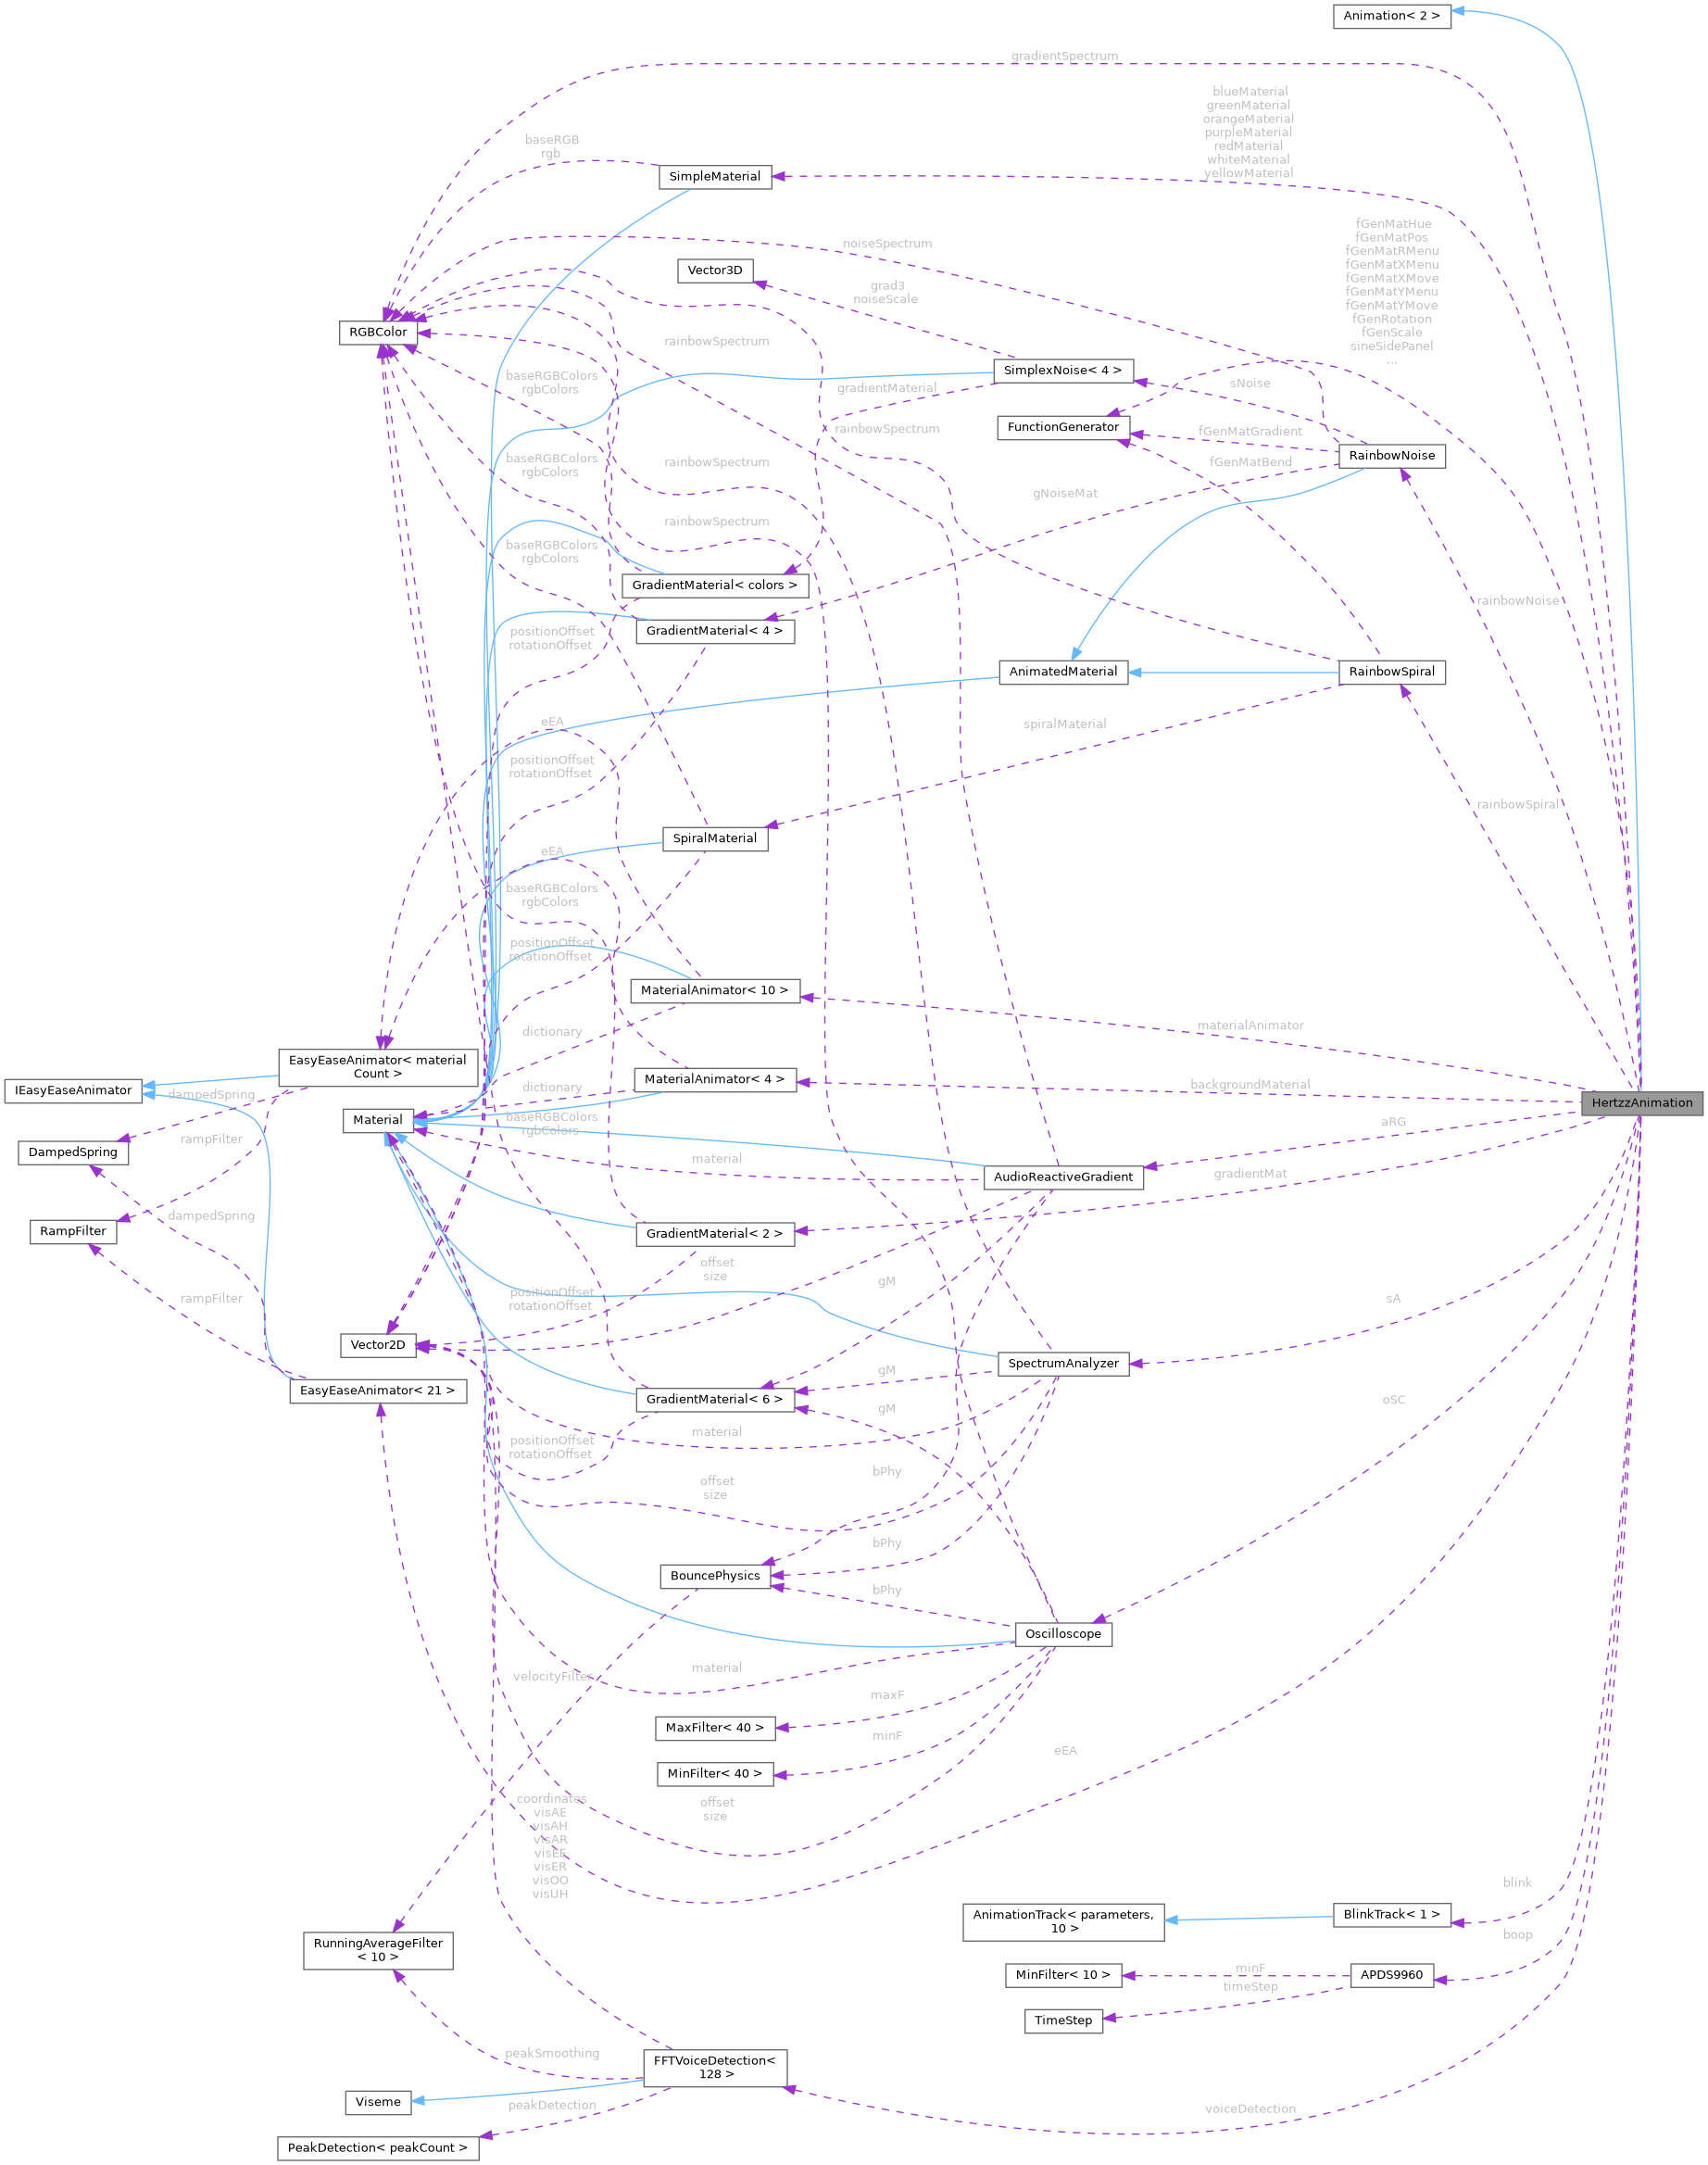 Animation< 2 >
gradientSpectrum
blueMaterial
greenMaterial
orangeMaterial
purpleMaterial
redMaterial
whiteMaterial
yellowMaterial
baseRGB
rgb
SimpleMaterial
fGenMatHue
fGenMatPos
fGenMatRMenu
fGenMatXMenu
fGenMatXMove
fGenMatYMenu
fGenMatYMove
fGenRotation
fGenScale
sineSidePanel
...
noiseSpectrum
Vector3D
grad3
noiseScale
RGBColor
rainbowSpectrum
SimplexNoise< 4 >
baseRGBColors
rgbColors
gradientMaterial
sNoise
FunctionGenerator
rainbowSpectrum
fGenMatGradient
RainbowNoise
baseRGBColors
rgbColors
rainbowSpectrum
fGenMatBend
gNoiseMat
rainbowSpectrum
baseRGBColors
rgbColors
GradientMaterial< colors >
rainbowNoise
positionOffset
rotationOffset
GradientMaterial< 4 >
AnimatedMaterial
RainbowSpiral
eEA
spiralMaterial
positionOffset
rotationOffset
rainbowSpiral
SpiralMaterial
eEA
baseRGBColors
rgbColors
positionOffset
rotationOffset
MaterialAnimator< 10 >
materialAnimator
dictionary
EasyEaseAnimator< material
Count >
IEasyEaseAnimator
dampedSpring
MaterialAnimator< 4 >
dictionary
backgroundMaterial
HertzzAnimation
Material
baseRGBColors
rgbColors
aRG
rampFilter
DampedSpring
material
AudioReactiveGradient
gradientMat
dampedSpring
RampFilter
GradientMaterial< 2 >
offset
size
gM
rampFilter
positionOffset
rotationOffset
sA
Vector2D
SpectrumAnalyzer
gM
EasyEaseAnimator< 21 >
GradientMaterial< 6 >
gM
oSC
material
positionOffset
rotationOffset
bPhy
offset
size
bPhy
BouncePhysics
bPhy
Oscilloscope
velocityFilter
material
maxF
MaxFilter< 40 >
minF
eEA
MinFilter< 40 >
coordinates
visAE
visAH
visAR
visEE
visER
visOO
visUH
offset
size
blink
AnimationTrack< parameters,
10 >
BlinkTrack< 1 >
boop
RunningAverageFilter
< 10 >
MinFilter< 10 >
minF
APDS9960
timeStep
TimeStep
peakSmoothing
FFTVoiceDetection<
128 >
Viseme
peakDetection
voiceDetection
PeakDetection< peakCount >